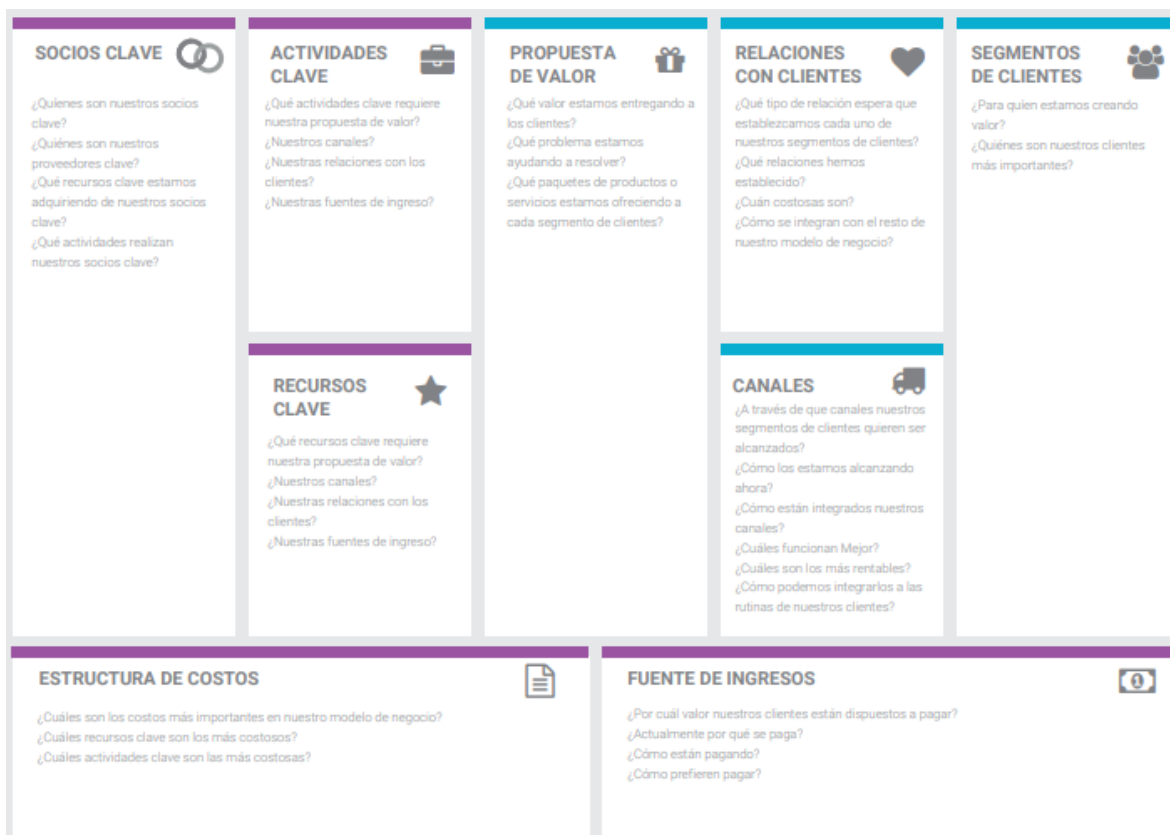 SOCIOS CLAVE
¿Quienes son nuestros socios
clave?
¿Quiénes son nuestros
proveedores clave?
¿Qué recursos clave estamos
adquiriendo de nuestros socios
clave?
¿Qué actividades realizan
nuestros socios clave?
ACTIVIDADES
CLAVE
¿Qué actividades clave requiere
nuestra propuesta de valor?
¿Nuestros canales?
¿Nuestras relaciones con los
clientes?
¿Nuestras fuentes de ingreso?
RECURSOS
CLAVE
¿Qué recursos clave requiere
nuestra propuesta de valor?
¿Nuestros canales?
¿Nuestras relaciones con los
clientes?
¿Nuestras fuentes de ingreso?
PROPUESTA
DE VALOR
¿Qué valor estamos entregando a
los clientes?
¿Qué problema estamos
ayudando a resolver?
¿Qué paquetes de productos o
servicios estamos ofreciendo a
cada segmento de clientes?
RELACIONES
CON CLIENTES
¿Qué tipo de relación espera que
establezcamos cada uno de
nuestros segmentos de clientes?
¿Qué relaciones hemos
establecido?
¿Cuán costosas son?
¿Cómo se integran con el resto de
nuestro modelo de negocio?
CANALES
¿A través de que canales nuestros
segmentos de clientes quieren ser
alcanzados?
¿Cómo los estamos alcanzando
ahora?
¿Cómo están integrados nuestros
canales?
¿Cuáles funcionan Mejor?
¿Cuáles son los más rentables?
¿Cómo podemos integrarlos a las
rutinas de nuestros clientes?
SEGMENTOS
DE CLIENTES
¿Para quien estamos creando
valor?
¿Quiénes son nuestros clientes
más importantes?
ESTRUCTURA DE COSTOS
¿Cuáles son los costos más importantes en nuestro modelo de negocio?
¿Cuáles recursos clave son los más costosos?
¿Cuáles actividades clave son las más costosas?
FUENTE DE INGRESOS
¿Por cuál valor nuestros clientes están dispuestos a pagar?
¿Actualmente por qué se paga?
¿Cómo están pagando?
¿Cómo prefieren pagar?